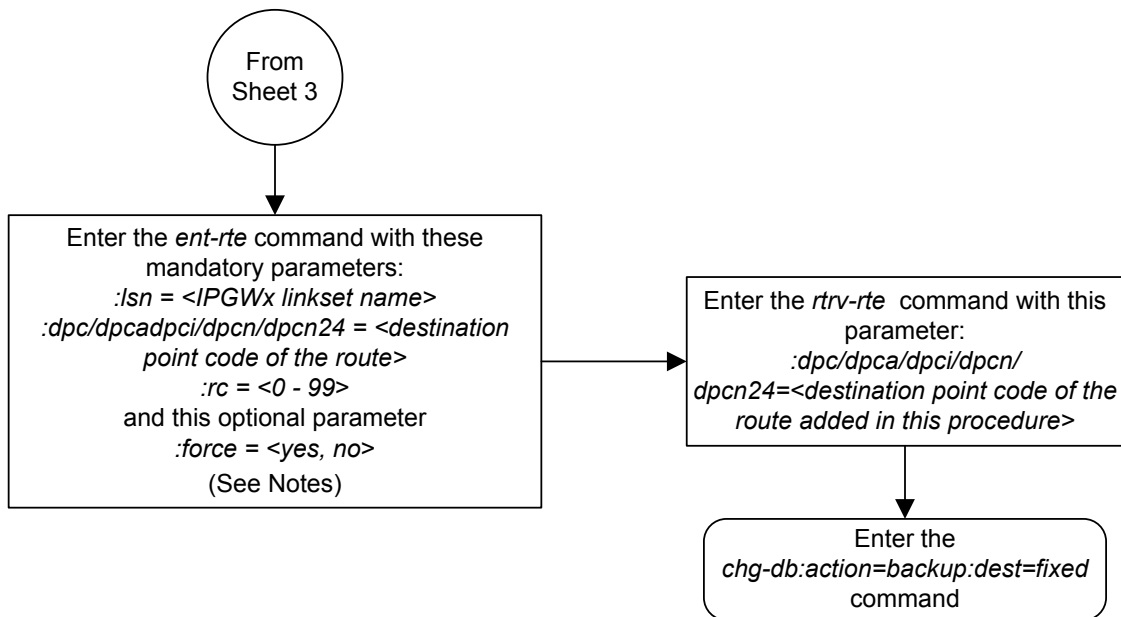 From
Sheet 3
Enter the ent-rte command with these
mandatory parameters:
:lsn = <IPGWx linkset name>
:dpc/dpcadpci/dpcn/dpcn24 = <destination
point code of the route>
:rc = <0 - 99>
and this optional parameter
:force = <yes, no>
(See Notes)
Enter the rtrv-rte command with this
parameter:
:dpc/dpca/dpci/dpcn/
dpcn24=<destination point code of the
route added in this procedure>
Enter the
chg-db:action=backup:dest=fixed
command